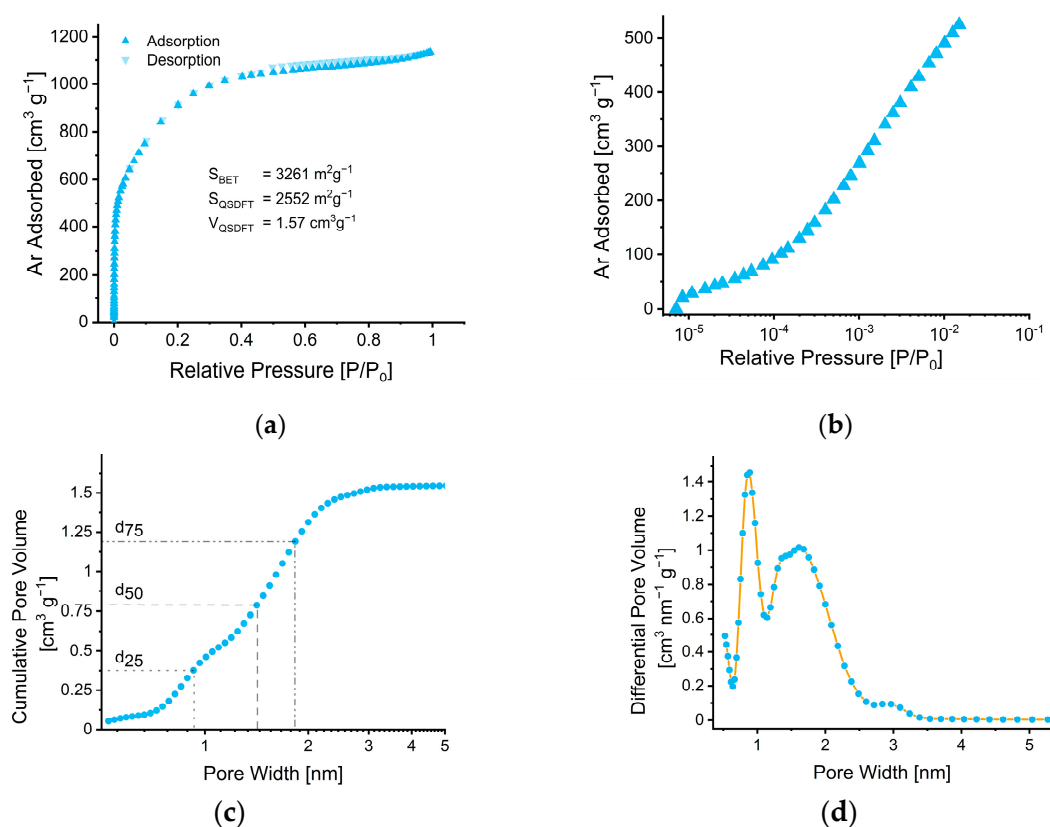 1200
1000
800
600
400
200
0
Ar Adsorbed [cm³ g⁻¹]
Adsorption
Desorption
S_BET = 3261 m²g⁻¹
S_QSDFT = 2552 m²g⁻¹
V_QSDFT = 1.57 cm³g⁻¹
0 0.2 0.4 0.6 0.8 1
Relative Pressure [P/P₀]
(a)
500
400
300
200
100
0
Ar Adsorbed [cm³ g⁻¹]
10⁻⁵ 10⁻⁴ 10⁻³ 10⁻² 10⁻¹
Relative Pressure [P/P₀]
(b)
1.5
1.25
1
0.75
0.5
0.25
0
Cumulative Pore Volume
[cm³ g⁻¹]
d75
d50
d25
1 2 3 4 5
Pore Width [nm]
(c)
1.4
1.2
1
0.8
0.6
0.4
0.2
0
Differential Pore Volume
[cm³ nm⁻¹ g⁻¹]
1 2 3 4 5
Pore Width [nm]
(d)